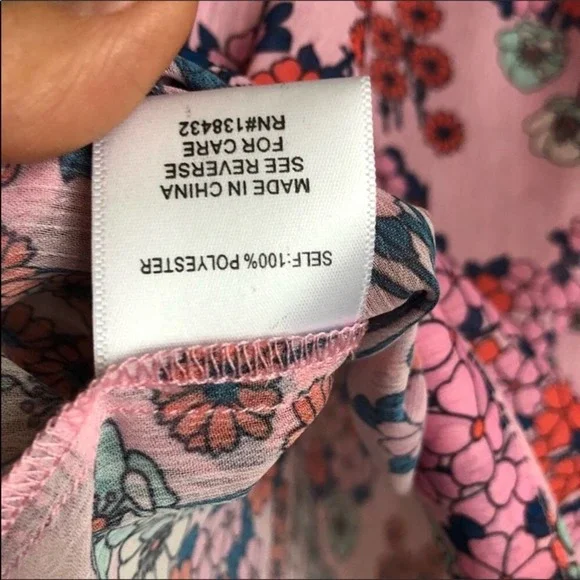 SELF:100% POLYESTER
MADE IN CHINA
SEE REVERSE
FOR CARE
RN#138432